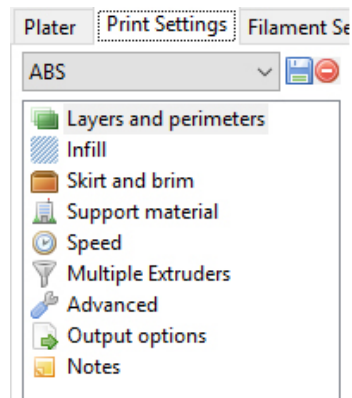 Plater Print Settings Filament Se
ABS
Layers and perimeters
Infill
Skirt and brim
Support material
Speed
Multiple Extruders
Advanced
Output options
Notes